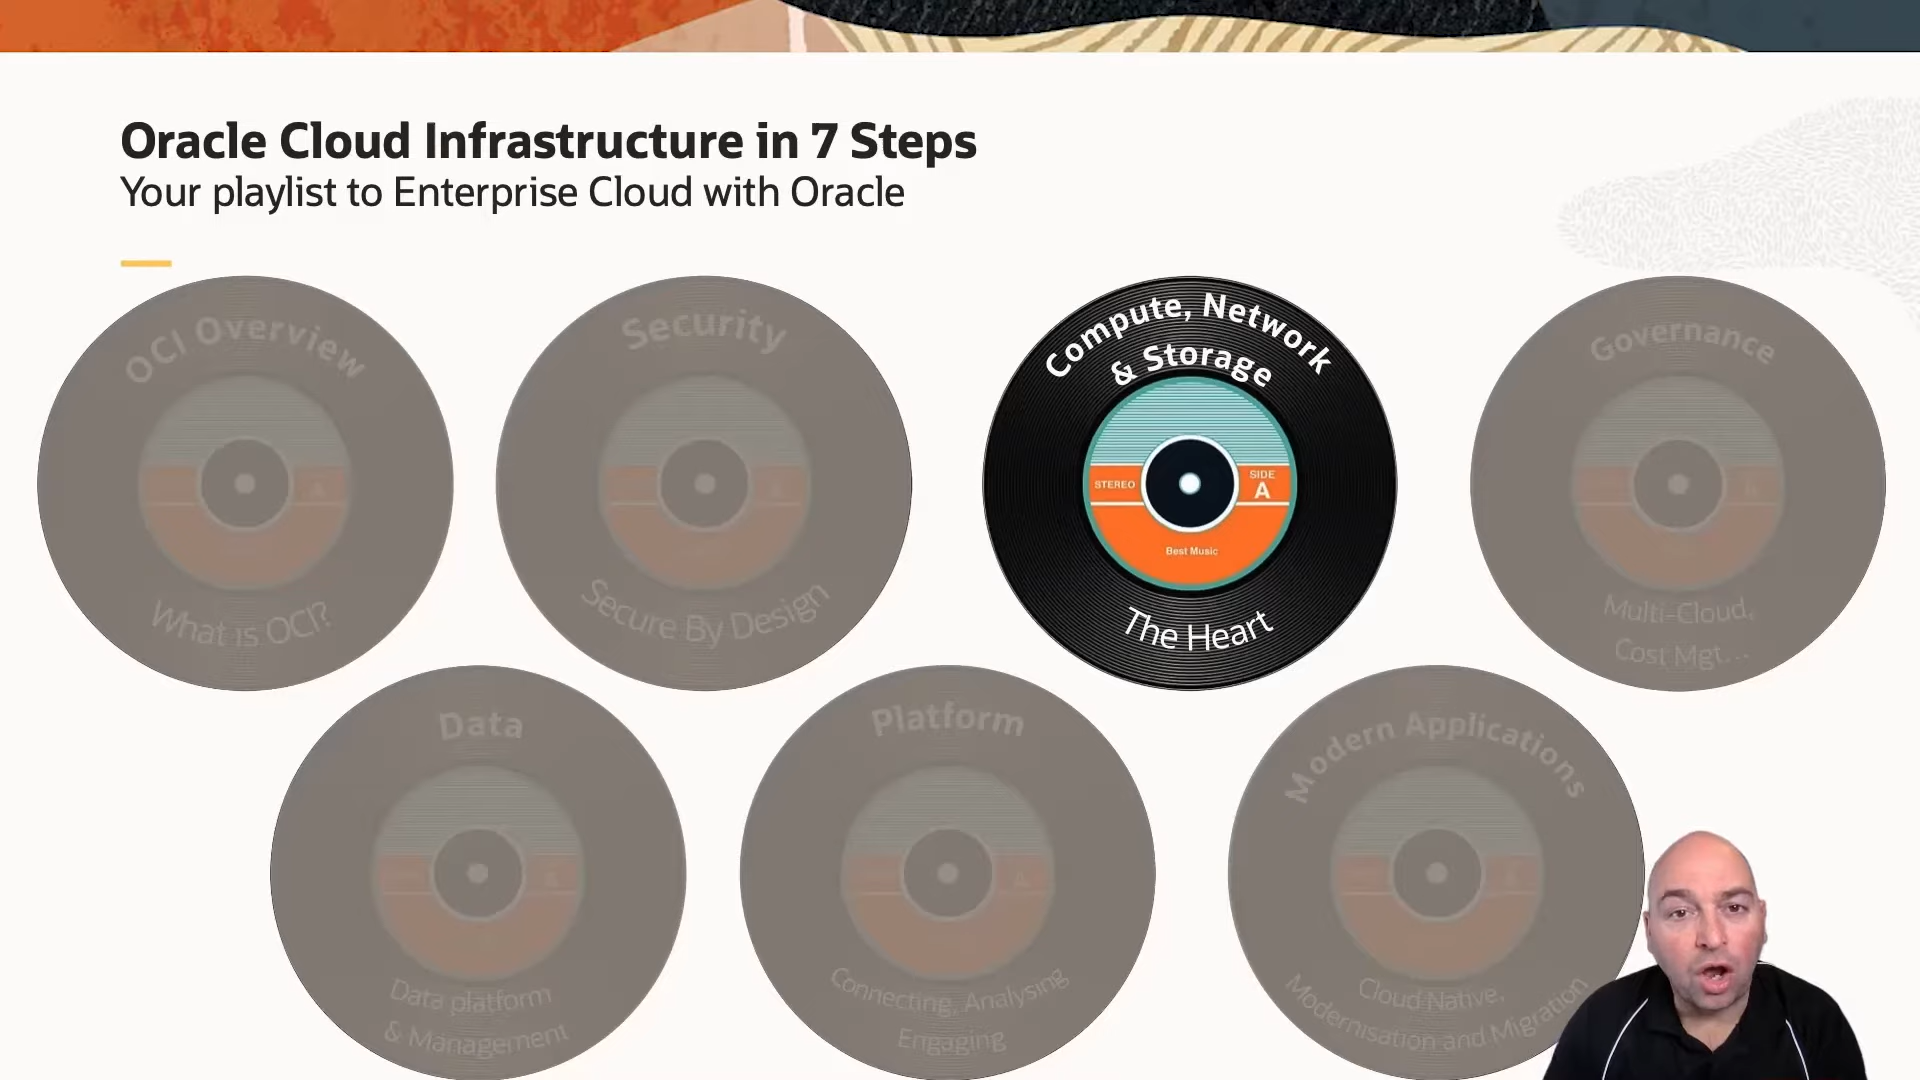 Oracle Cloud Infrastructure in 7 Steps
Your playlist to Enterprise Cloud with Oracle
OCI Overview
What is OCI?
Security
Secure By Design
Compute, Network
& Storage
STEREO
SIDE
A
Best Music
The Heart
Governance
Multi-Cloud,
Cost Mgt...
Data
Data platform
& Management
Platform
Connecting, Analysing
Engaging
Modern Applications
Cloud Native,
Modernisation and Migration